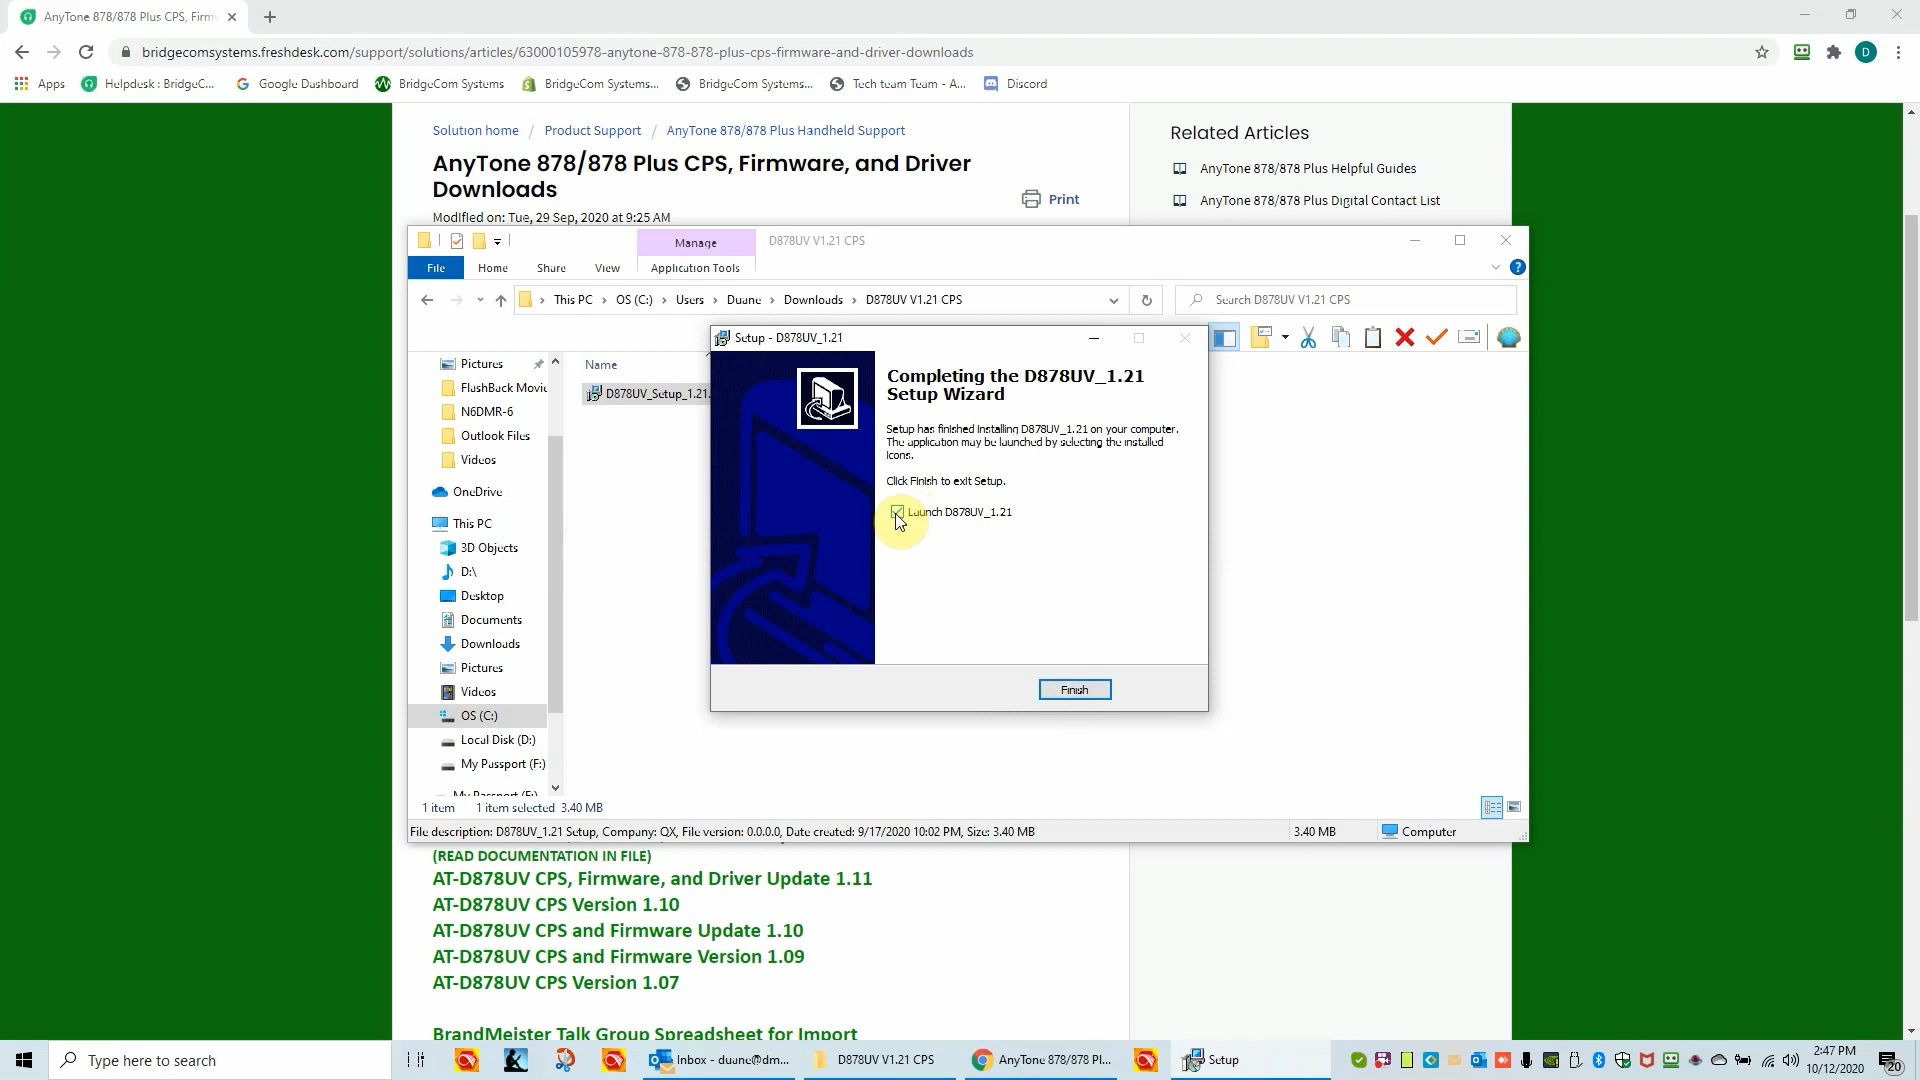 AnyTone 878/878 Plus CPS, Firm
bridgecomsystems.freshdesk.com/support/solutions/articles/63000105978-anytone-878-878-plus-cps-firmware-and-driver-downloads
D
Apps
Helpdesk : BridgeC...
Google Dashboard
BridgeCom Systems
BridgeCom Systems...
BridgeCom Systems...
Tech team Team - A...
Discord
Solution home / Product Support / AnyTone 878/878 Plus Handheld Support
AnyTone 878/878 Plus CPS, Firmware, and Driver
Downloads
Print
Modified on: Tue, 29 Sep, 2020 at 9:25 AM
Related Articles
AnyTone 878/878 Plus Helpful Guides
AnyTone 878/878 Plus Digital Contact List
Manage
D878UV V1.21 CPS
File
Home
Share
View
Application Tools
This PC > OS (C:) > Users > Duane > Downloads > D878UV V1.21 CPS
Search D878UV V1.21 CPS
Pictures
FlashBack Movie
N6DMR-6
Outlook Files
Videos
OneDrive
This PC
3D Objects
D:\
Desktop
Documents
Downloads
Pictures
Videos
OS (C:)
Local Disk (D:)
My Passport (F:)
Name
D878UV_Setup_1.21.
Setup - D878UV_1.21
Completing the D878UV_1.21
Setup Wizard
Setup has finished installing D878UV_1.21 on your computer.
The application may be launched by selecting the installed
icons.
Click Finish to exit Setup.
Launch D878UV_1.21
Finish
1 item
1 item selected 3.40 MB
File description: D878UV_1.21 Setup, Company: QX, File version: 0.0.0.0, Date created: 9/17/2020 10:02 PM, Size: 3.40 MB
3.40 MB
Computer
(READ DOCUMENTATION IN FILE)
AT-D878UV CPS, Firmware, and Driver Update 1.11
AT-D878UV CPS Version 1.10
AT-D878UV CPS and Firmware Update 1.10
AT-D878UV CPS and Firmware Version 1.09
AT-D878UV CPS Version 1.07
BrandMeister Talk Group Spreadsheet for Import
Type here to search
Inbox - duane@dm...
D878UV V1.21 CPS
AnyTone 878/878 Pl...
Setup
2:47 PM
10/12/2020
20